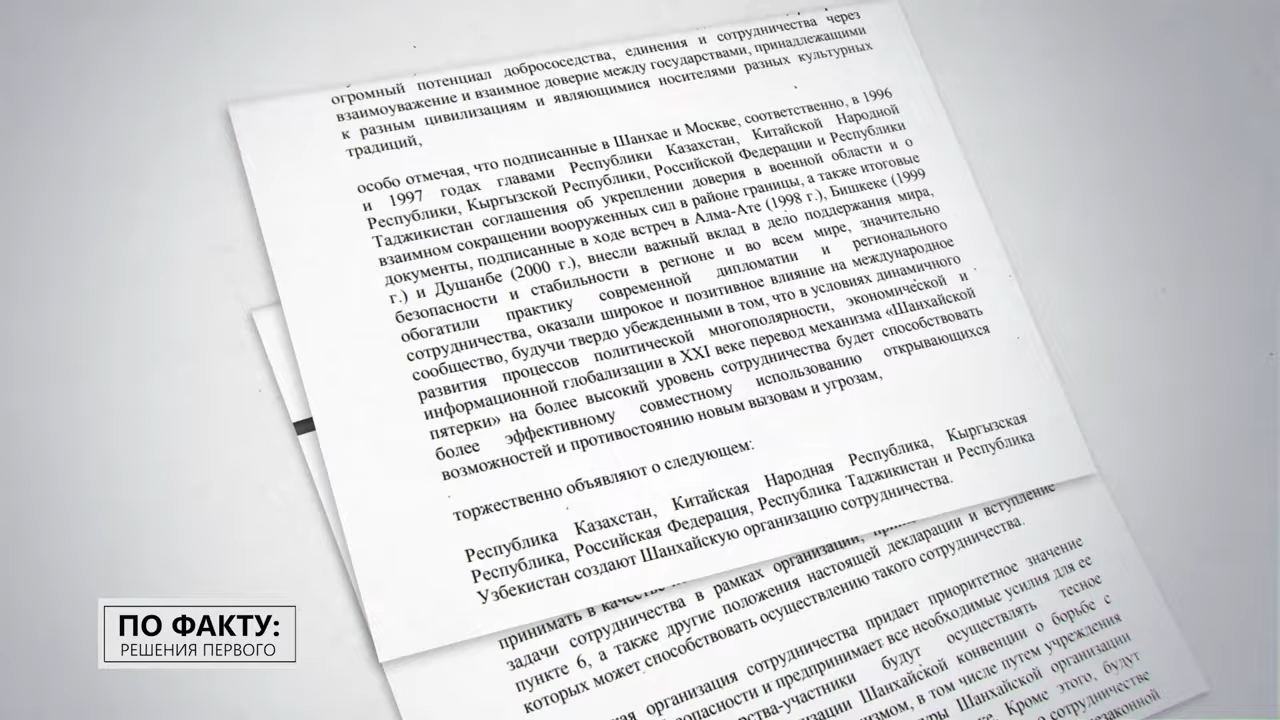 огромный потенциал добрососедства, единения и сотрудничества через
взаимоуважение и взаимное доверие между государствами, принадлежащими
к разным цивилизациям и являющимися носителями разных культурных
традиций,
особо отмечая, что подписанные в Шанхае и Москве, соответственно, в 1996
и 1997 годах главами Республики Казахстан, Китайской Народной
Республики, Кыргызской Республики, Российской Федерации и Республики
Таджикистан соглашения об укреплении доверия в военной области и о
взаимном сокращении вооруженных сил в районе границы, а также итоговые
документы, подписанные в ходе встреч в Алма-Ате (1998 г.), Бишкеке (1999
г.) и Душанбе (2000 г.), внесли важный вклад в дело поддержания мира,
безопасности и стабильности в регионе и во всем мире, значительно
обогатили практику современной дипломатии и регионального
сотрудничества, оказали широкое и позитивное влияние на международное
сообщество, будучи твердо убежденными в том, что в условиях динамичного
развития процессов политической многополярности, экономической и
информационной глобализации в XXI веке перевод механизма «Шанхайской
пятерки» на более высокий уровень сотрудничества будет способствовать
более эффективному совместному использованию открывающихся
возможностей и противостоянию новым вызовам и угрозам,
торжественно объявляют о следующем:
Республика Казахстан, Китайская Народная Республика, Кыргызская
Республика, Российская Федерация, Республика Таджикистан и Республика
Узбекистан создают Шанхайскую организацию сотрудничества.
принимать в качестве
задачи сотрудничества в рамках организации, и вступление
пункте 6, а также другие положения настоящей декларации
которых может способствовать осуществлению такого сотрудничества.
организация сотрудничества придает приоритетное значение
и предпринимает все необходимые усилия для ее
будут осуществлять тесное
Шанхайской конвенции о борьбе с
в том числе путем учреждения
Шанхайской организации
Кроме этого, будут
о сотрудничестве
ПО ФАКТУ:
РЕШЕНИЯ ПЕРВОГО